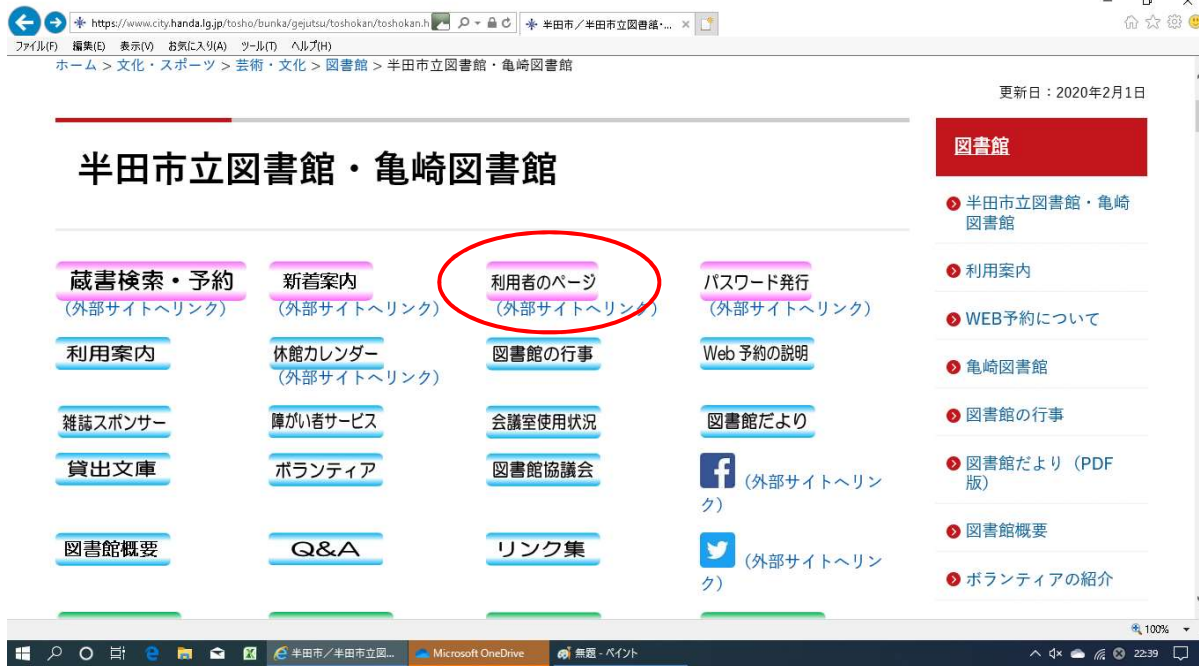 https://www.city.handa.lg.jp/tosho/bunka/gejutsu/toshokan/toshokan.h
半田市／半田市立図書館・...
ファイル(F) 編集(E) 表示(V) お気に入り(A) ツール(T) ヘルプ(H)
ホーム > 文化・スポーツ > 芸術・文化 > 図書館 > 半田市立図書館・亀崎図書館
更新日：2020年2月1日
半田市立図書館・亀崎図書館
蔵書検索・予約 新着案内 利用者のページ パスワード発行
（外部サイトへリンク） （外部サイトへリンク） （外部サイトへリンク） （外部サイトへリンク）
利用案内 休館カレンダー 図書館の行事 Web 予約の説明
（外部サイトへリンク）
雑誌スポンサー 障がい者サービス 会議室使用状況 図書館だより
貸出文庫 ボランティア 図書館協議会
（外部サイトへリン
ク）
図書館概要 Q&A リンク集
（外部サイトへリン
ク）
図書館
半田市立図書館・亀崎
図書館
利用案内
WEB予約について
亀崎図書館
図書館の行事
図書館だより（PDF
版）
図書館概要
ボランティアの紹介
100%
半田市／半田市立図... Microsoft OneDrive 無題 - ペイント 22:39